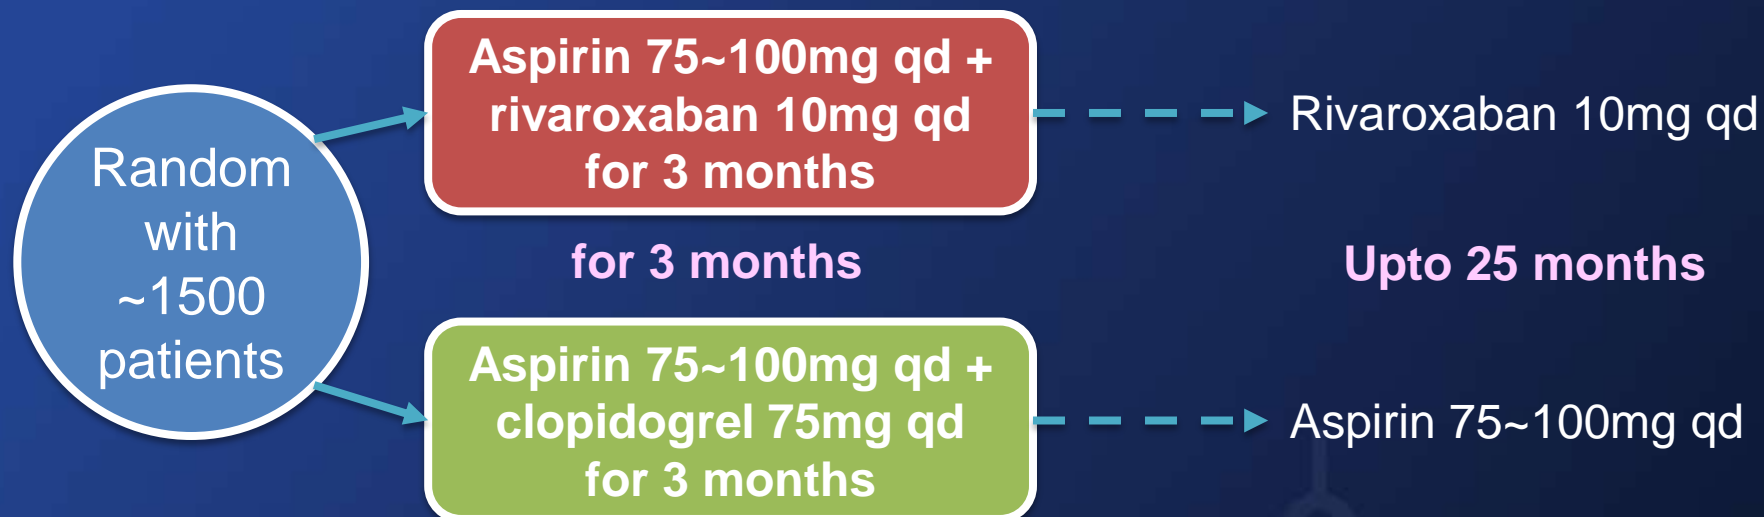 Random
with
~1500
patients
Aspirin 75~100mg qd +
rivaroxaban 10mg qd
for 3 months
Rivaroxaban 10mg qd
for 3 months
Upto 25 months
Aspirin 75~100mg qd +
clopidogrel 75mg qd
for 3 months
Aspirin 75~100mg qd